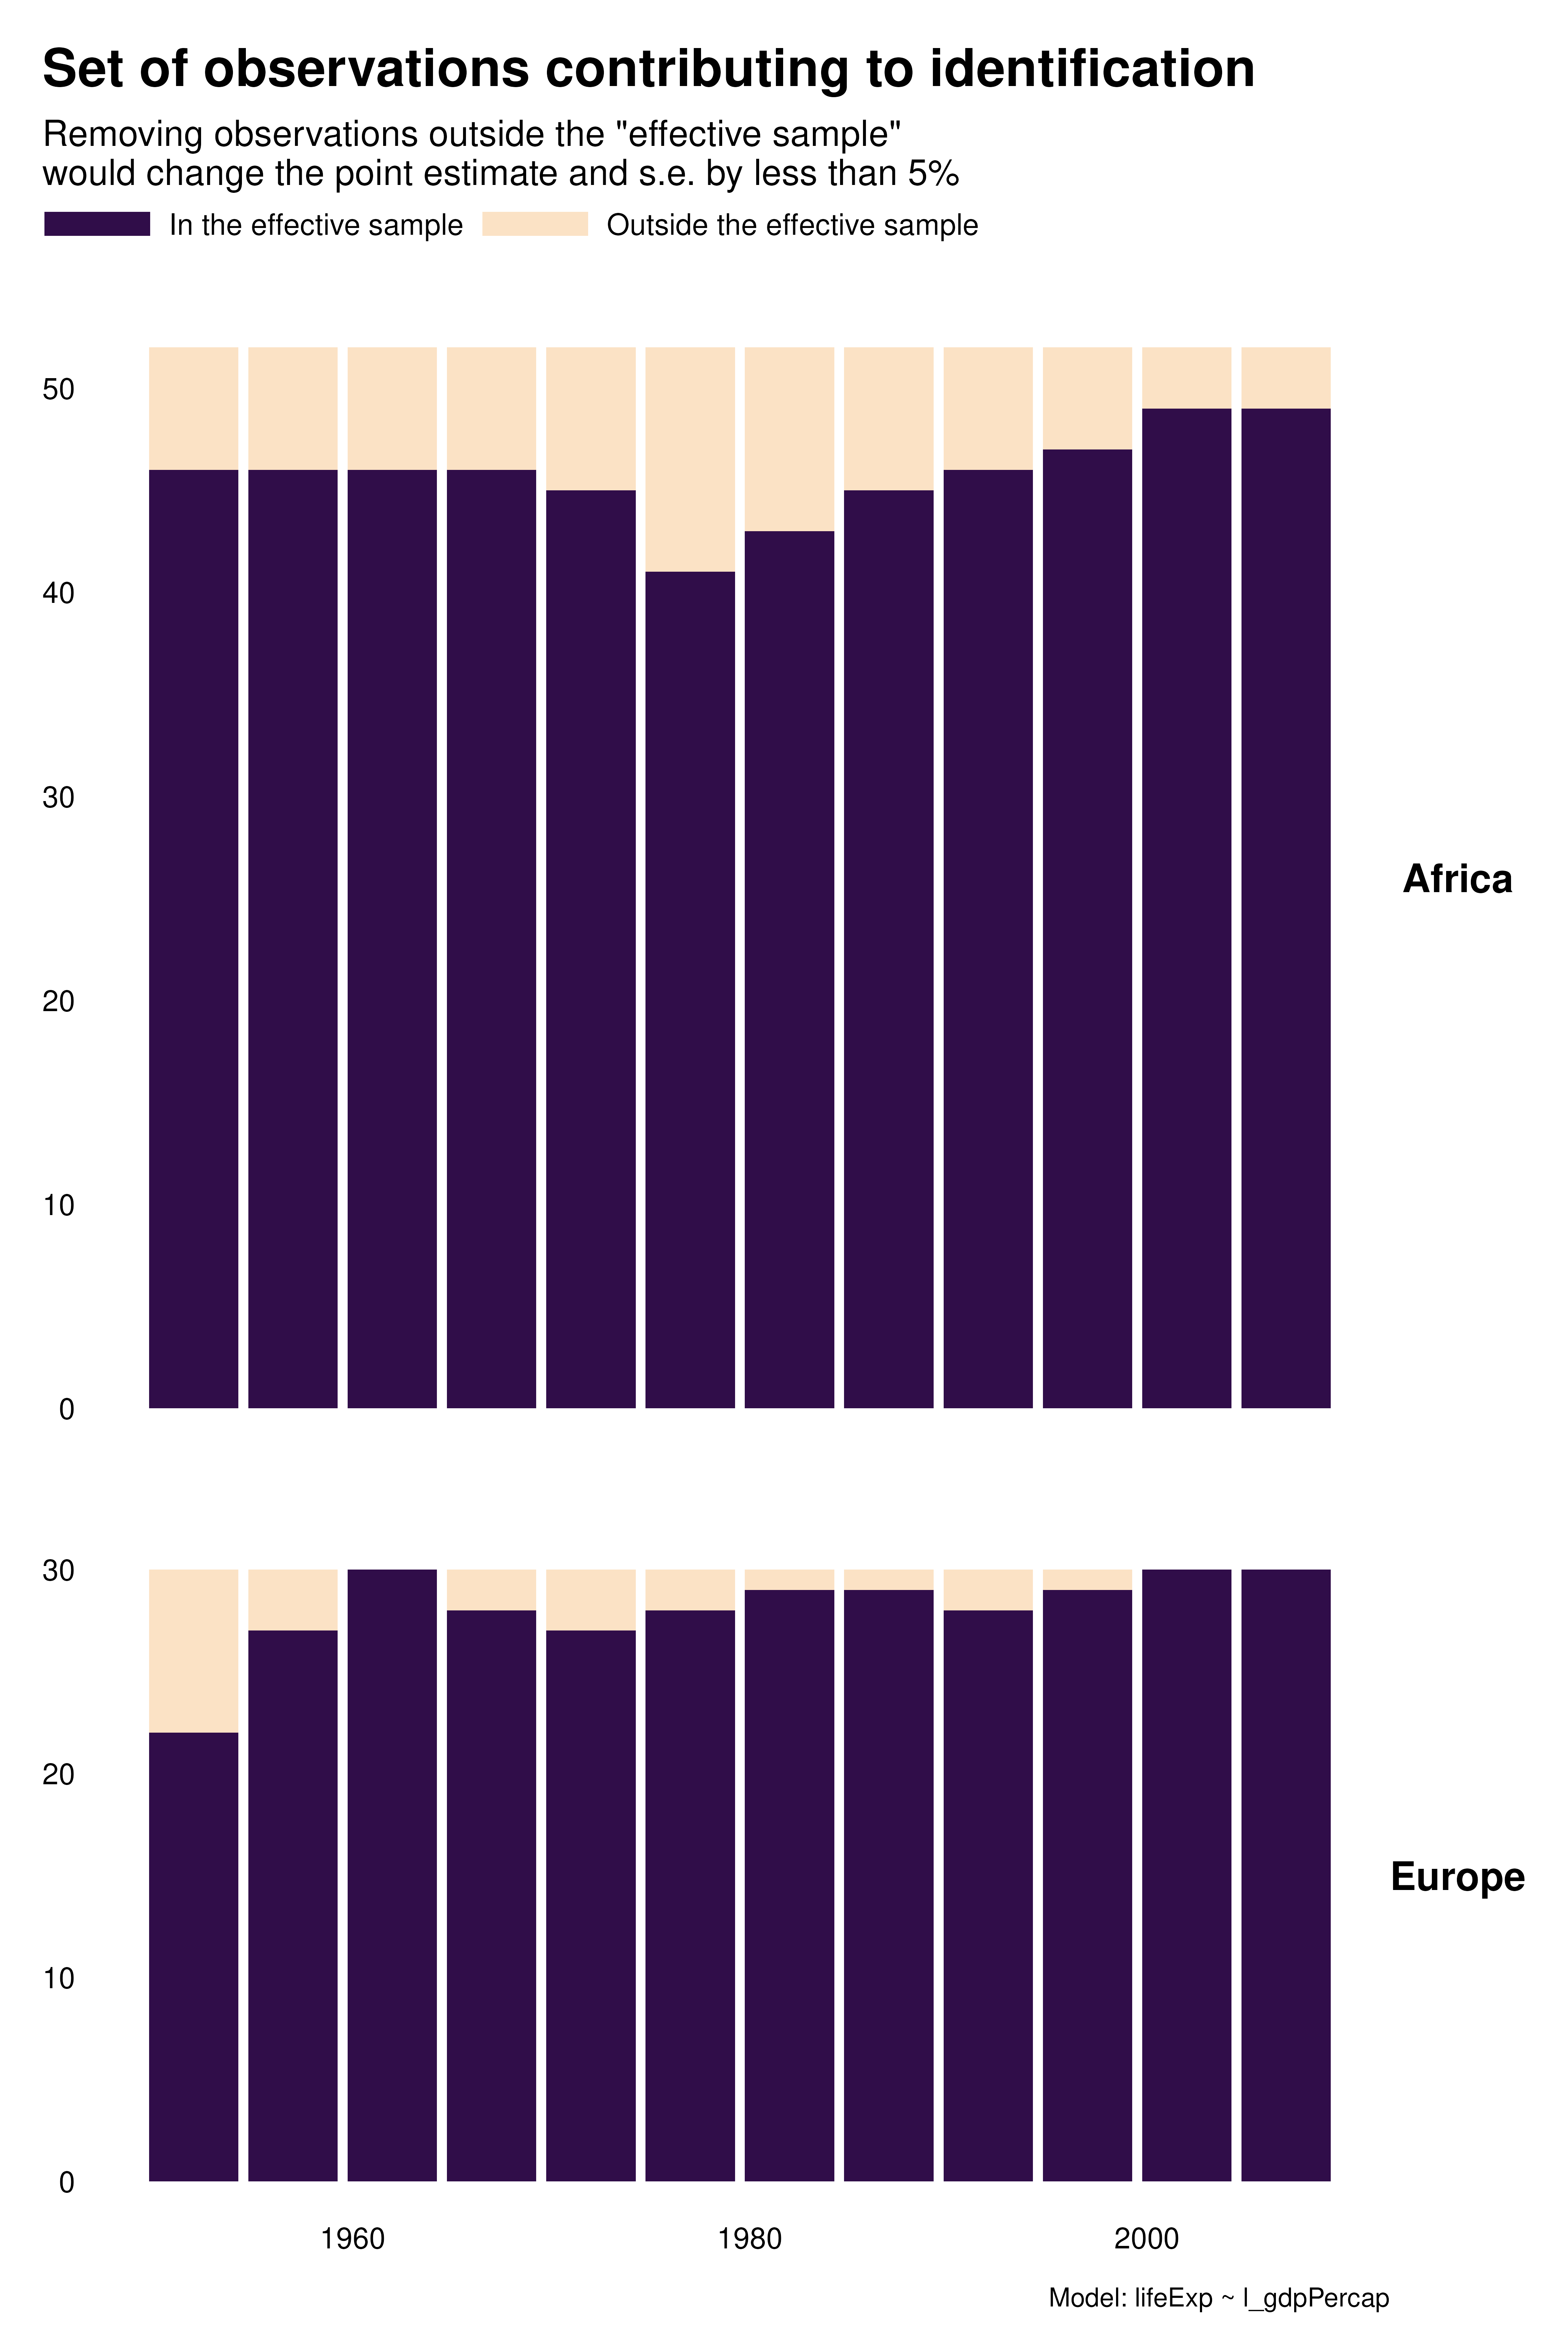 Set of observations contributing to identification
Removing observations outside the "effective sample"
would change the point estimate and s.e. by less than 5%
In the effective sample
Outside the effective sample
50
40
30
20
10
0
Africa
30
20
10
0
Europe
1960
1980
2000
Model: lifeExp ~ l_gdpPercap